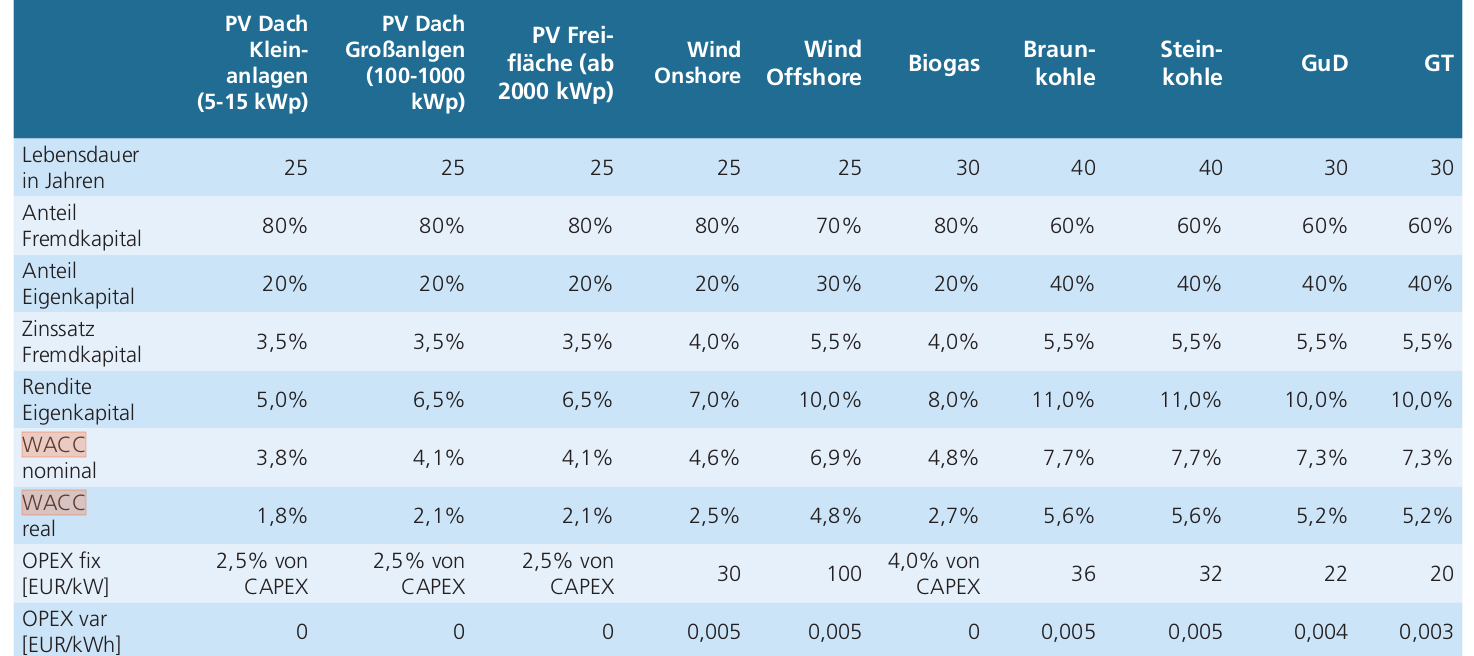 PV Dach Klein-anlagen (5-15 kWp) PV Dach Großanlgen (100-1000 kWp) PV Frei-fläche (ab 2000 kWp) Wind Onshore Wind Offshore Biogas Braun-kohle Stein-kohle GuD GT
Lebensdauer in Jahren 25 25 25 25 25 30 40 40 30 30
Anteil Fremdkapital 80% 80% 80% 80% 70% 80% 60% 60% 60% 60%
Anteil Eigenkapital 20% 20% 20% 20% 30% 20% 40% 40% 40% 40%
Zinssatz Fremdkapital 3,5% 3,5% 3,5% 4,0% 5,5% 4,0% 5,5% 5,5% 5,5% 5,5%
Rendite Eigenkapital 5,0% 6,5% 6,5% 7,0% 10,0% 8,0% 11,0% 11,0% 10,0% 10,0%
WACC nominal 3,8% 4,1% 4,1% 4,6% 6,9% 4,8% 7,7% 7,7% 7,3% 7,3%
WACC real 1,8% 2,1% 2,1% 2,5% 4,8% 2,7% 5,6% 5,6% 5,2% 5,2%
OPEX fix [EUR/kW] 2,5% von CAPEX 2,5% von CAPEX 2,5% von CAPEX 30 100 4,0% von CAPEX 36 32 22 20
OPEX var [EUR/kWh] 0 0 0 0,005 0,005 0 0,005 0,005 0,004 0,003